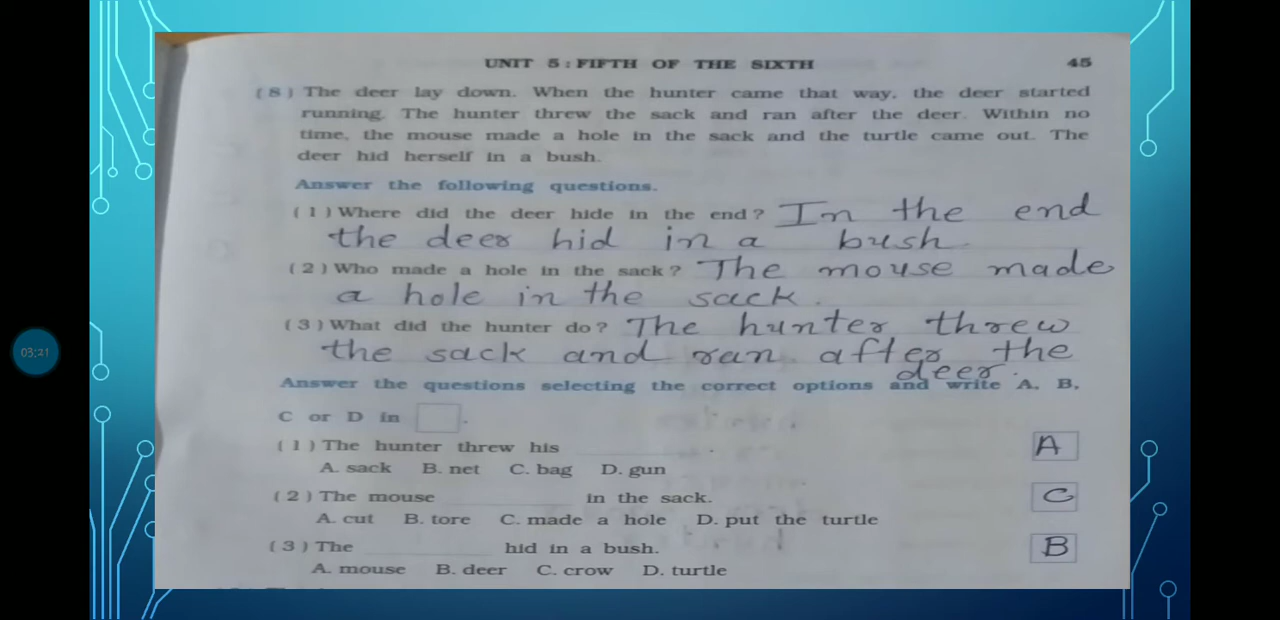 UNIT 5 : FIFTH OF THE SIXTH 45
( 8 ) The deer lay down. When the hunter came that way, the deer started
running. The hunter threw the sack and ran after the deer. Within no
time, the mouse made a hole in the sack and the turtle came out. The
deer hid herself in a bush.
Answer the following questions.
( 1 ) Where did the deer hide in the end? In the end
the deer hid in a bush.
( 2 ) Who made a hole in the sack? The mouse made
a hole in the sack.
( 3 ) What did the hunter do? The hunter threw
the sack and ran after the
deer.
Answer the questions selecting the correct options and write A, B,
C or D in .
( 1 ) The hunter threw his ________ . A
A. sack B. net C. bag D. gun
( 2 ) The mouse ________ in the sack. C
A. cut B. tore C. made a hole D. put the turtle
( 3 ) The ________ hid in a bush. B
A. mouse B. deer C. crow D. turtle
03:21